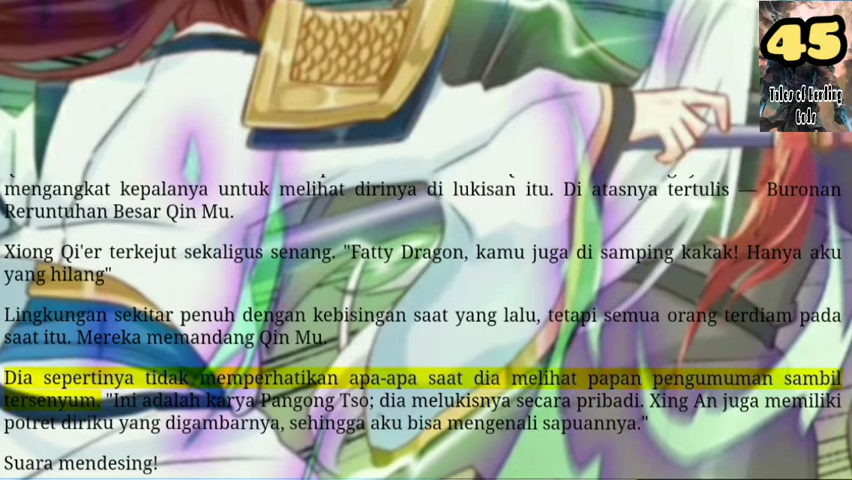 45
Tales of Herding
Gods
mengangkat kepalanya untuk melihat dirinya di lukisan itu. Di atasnya tertulis — Buronan
Reruntuhan Besar Qin Mu.
Xiong Qi'er terkejut sekaligus senang. "Fatty Dragon, kamu juga di samping kakak! Hanya aku
yang hilang"
Lingkungan sekitar penuh dengan kebisingan saat yang lalu, tetapi semua orang terdiam pada
saat itu. Mereka memandang Qin Mu.
Dia sepertinya tidak memperhatikan apa-apa saat dia melihat papan pengumuman sambil
tersenyum. "Ini adalah karya Pangong Tso; dia melukisnya secara pribadi. Xing An juga memiliki
potret diriku yang digambarnya, sehingga aku bisa mengenali sapuannya."
Suara mendesing!